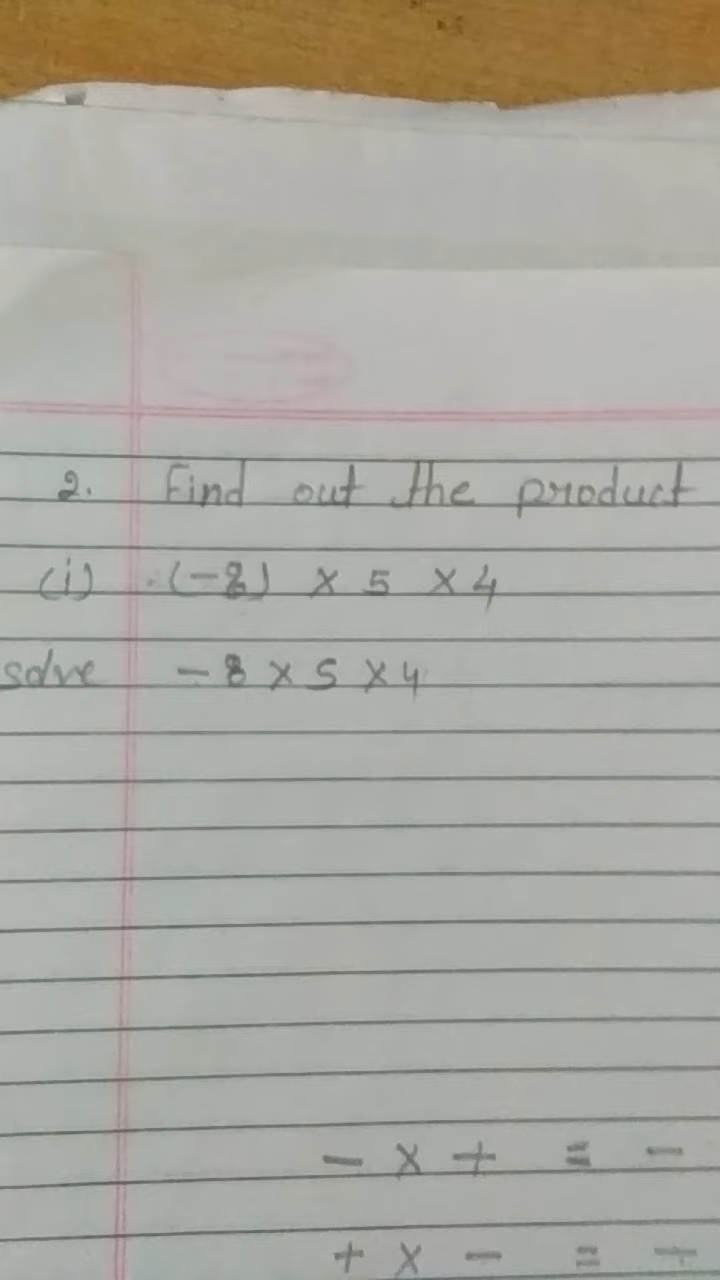 2. Find out the product
(i) (-8) × 5 × 4
solve -8 × 5 × 4
- × + = -
+ × - = -